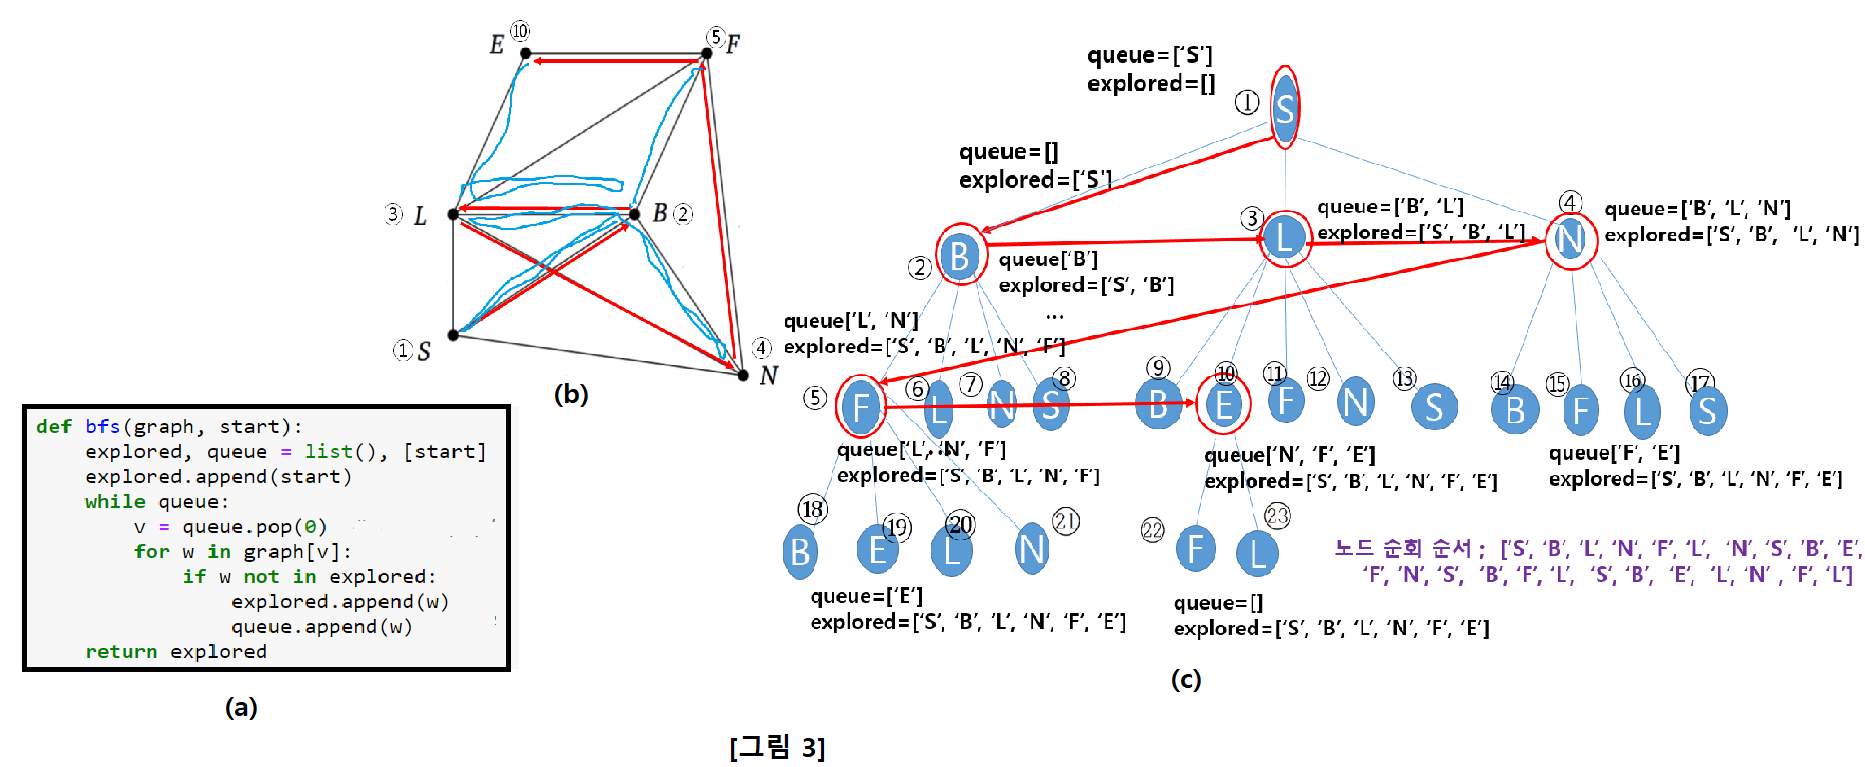 E ⑩
⑤ F
③ L
B ②
① S
④
N
(b)
def bfs(graph, start):
explored, queue = list(), [start]
explored.append(start)
while queue:
v = queue.pop(0)
for w in graph[v]:
if w not in explored:
explored.append(w)
queue.append(w)
return explored
(a)
queue=['S']
explored=[]
① S
queue=[]
explored=['S']
② B
queue['B']
explored=['S', 'B']
...
③ L
queue=['B', 'L']
explored=['S', 'B', 'L']
④ N
queue=['B', 'L', 'N']
explored=['S', 'B', 'L', 'N']
queue['L', 'N']
explored=['S', 'B', 'L', 'N', 'F']
⑤ F ⑥ L ⑦ N ⑧ S ⑨ B ⑩ E ⑪ F ⑫ N ⑬ S ⑭ B ⑮ F ⑯ L ⑰ S
queue['L', 'N', 'F']
explored=['S', 'B', 'L', 'N', 'F']
queue['N', 'F', 'E']
explored=['S', 'B', 'L', 'N', 'F', 'E']
queue['F', 'E']
explored=['S', 'B', 'L', 'N', 'F', 'E']
⑱ B ⑲ E ⑳ L ㉑ N ㉒ F ㉓ L
노드 순회 순서 ; ['S', 'B', 'L', 'N', 'F', 'L', 'N', 'S', 'B', 'E',
'F', 'N', 'S', 'B', 'F', 'L', 'S', 'B', 'E', 'L', 'N' , 'F', 'L']
queue=['E']
explored=['S', 'B', 'L', 'N', 'F', 'E']
queue=[]
explored=['S', 'B', 'L', 'N', 'F', 'E']
(c)
[그림 3]